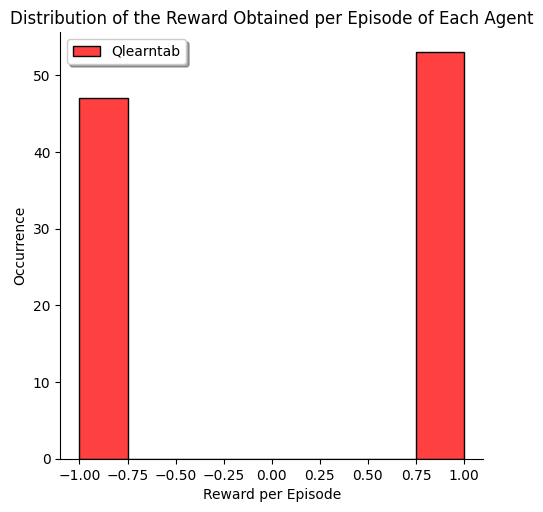 Distribution of the Reward Obtained per Episode of Each Agent
Qlearntab
50
40
30
20
10
0
Occurrence
−1.00 −0.75 −0.50 −0.25 0.00 0.25 0.50 0.75 1.00
Reward per Episode